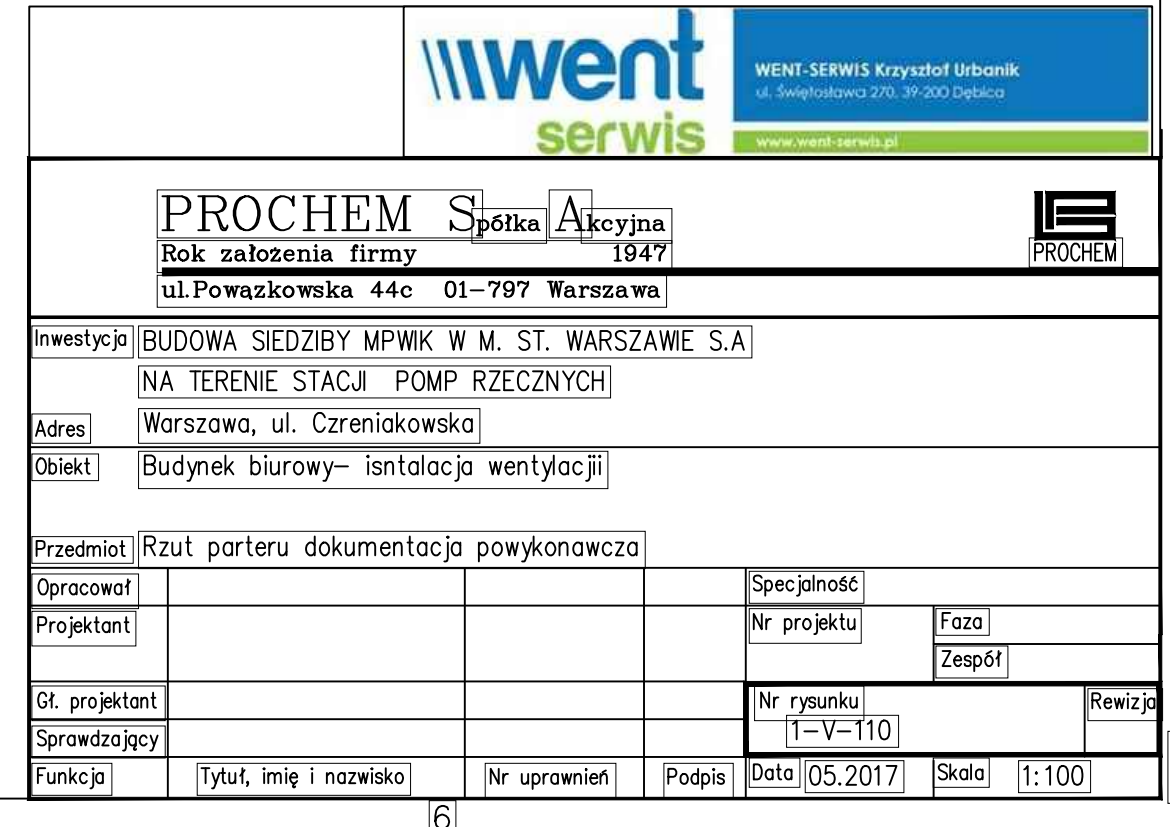 went
serwis
WENT-SERWIS Krzysztof Urbanik
ul. Świętosława 270, 39-200 Dębica
www.went-serwis.pl
PROCHEM Spółka Akcyjna
Rok założenia firmy 1947
ul.Powązkowska 44c 01-797 Warszawa
PROCHEM
Inwestycja BUDOWA SIEDZIBY MPWIK W M. ST. WARSZAWIE S.A
NA TERENIE STACJI POMP RZECZNYCH
Adres Warszawa, ul. Czreniakowska
Obiekt Budynek biurowy– isntalacja wentylacjii
Przedmiot Rzut parteru dokumentacja powykonawcza
Opracował Specjalność
Projektant Nr projektu Faza
Zespół
Gł. projektant Nr rysunku Rewizja
1–V–110
Sprawdzający
Funkcja Tytuł, imię i nazwisko Nr uprawnień Podpis Data 05.2017 Skala 1:100
6